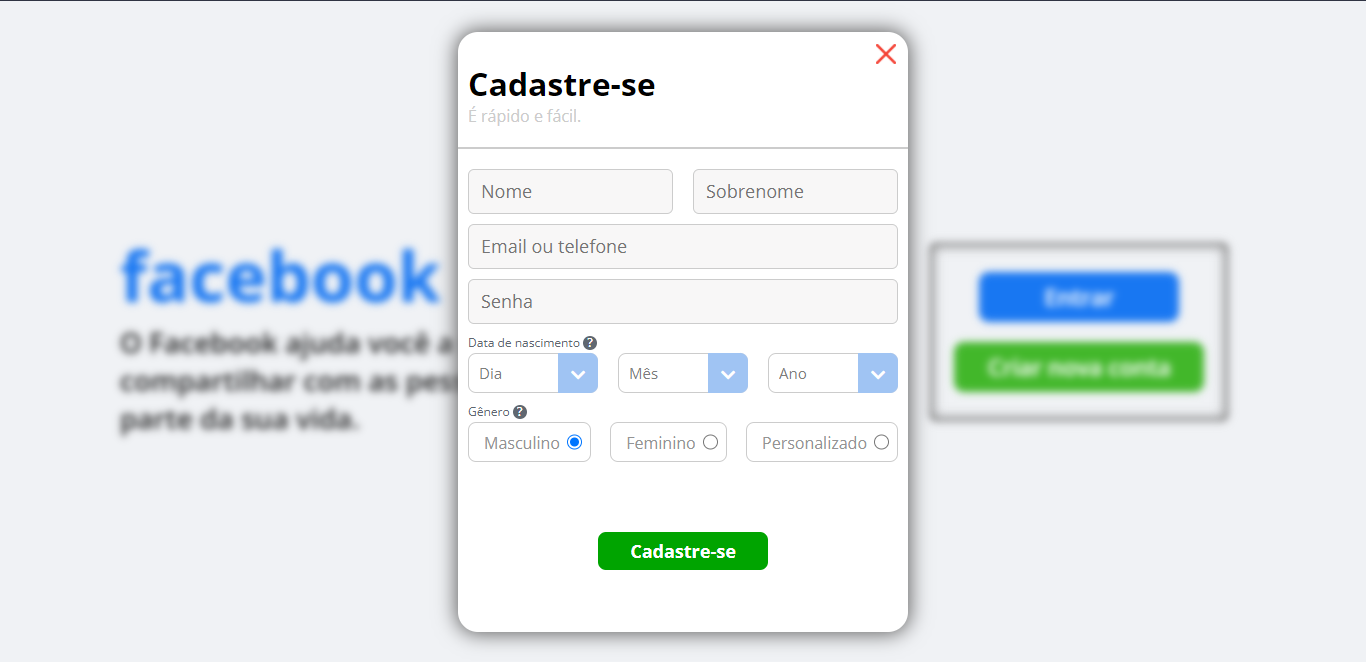 Cadastre-se
É rápido e fácil.
Nome
Sobrenome
Email ou telefone
Senha
Data de nascimento ?
Dia
Mês
Ano
Gênero ?
Masculino
Feminino
Personalizado
Cadastre-se
facebook
O Facebook ajuda você a
compartilhar com as pes
parte da sua vida.
Entrar
Criar nova conta